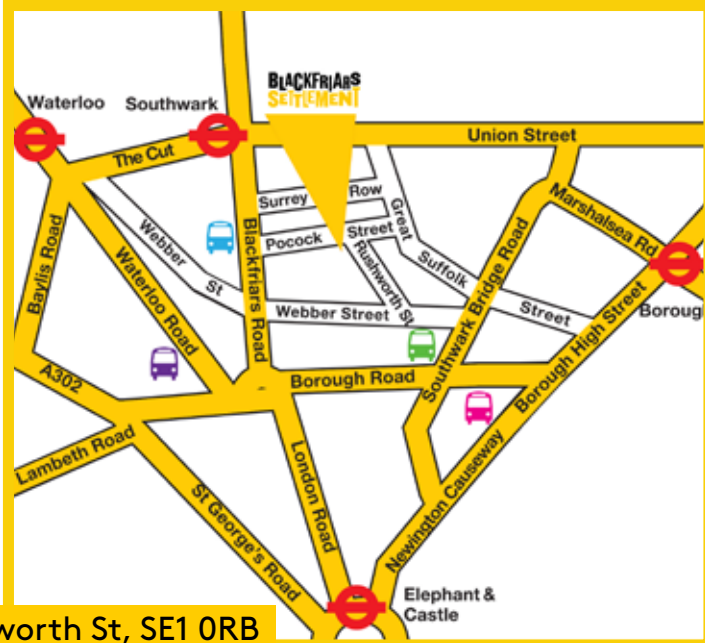 BLACKFRIARS
SETTLEMENT
Waterloo
Southwark
The Cut
Union Street
Surrey Row
Pocock Street
Great Suffolk Street
Rushworth St
Webber St
Webber Street
Blackfriars Road
Baylis Road
Waterloo Road
Southwark Bridge Road
Marshalsea Rd
Borough High Street
Boroug
A302
Borough Road
Lambeth Road
St George's Road
London Road
Newington Causeway
Elephant &
Castle
worth St, SE1 0RB